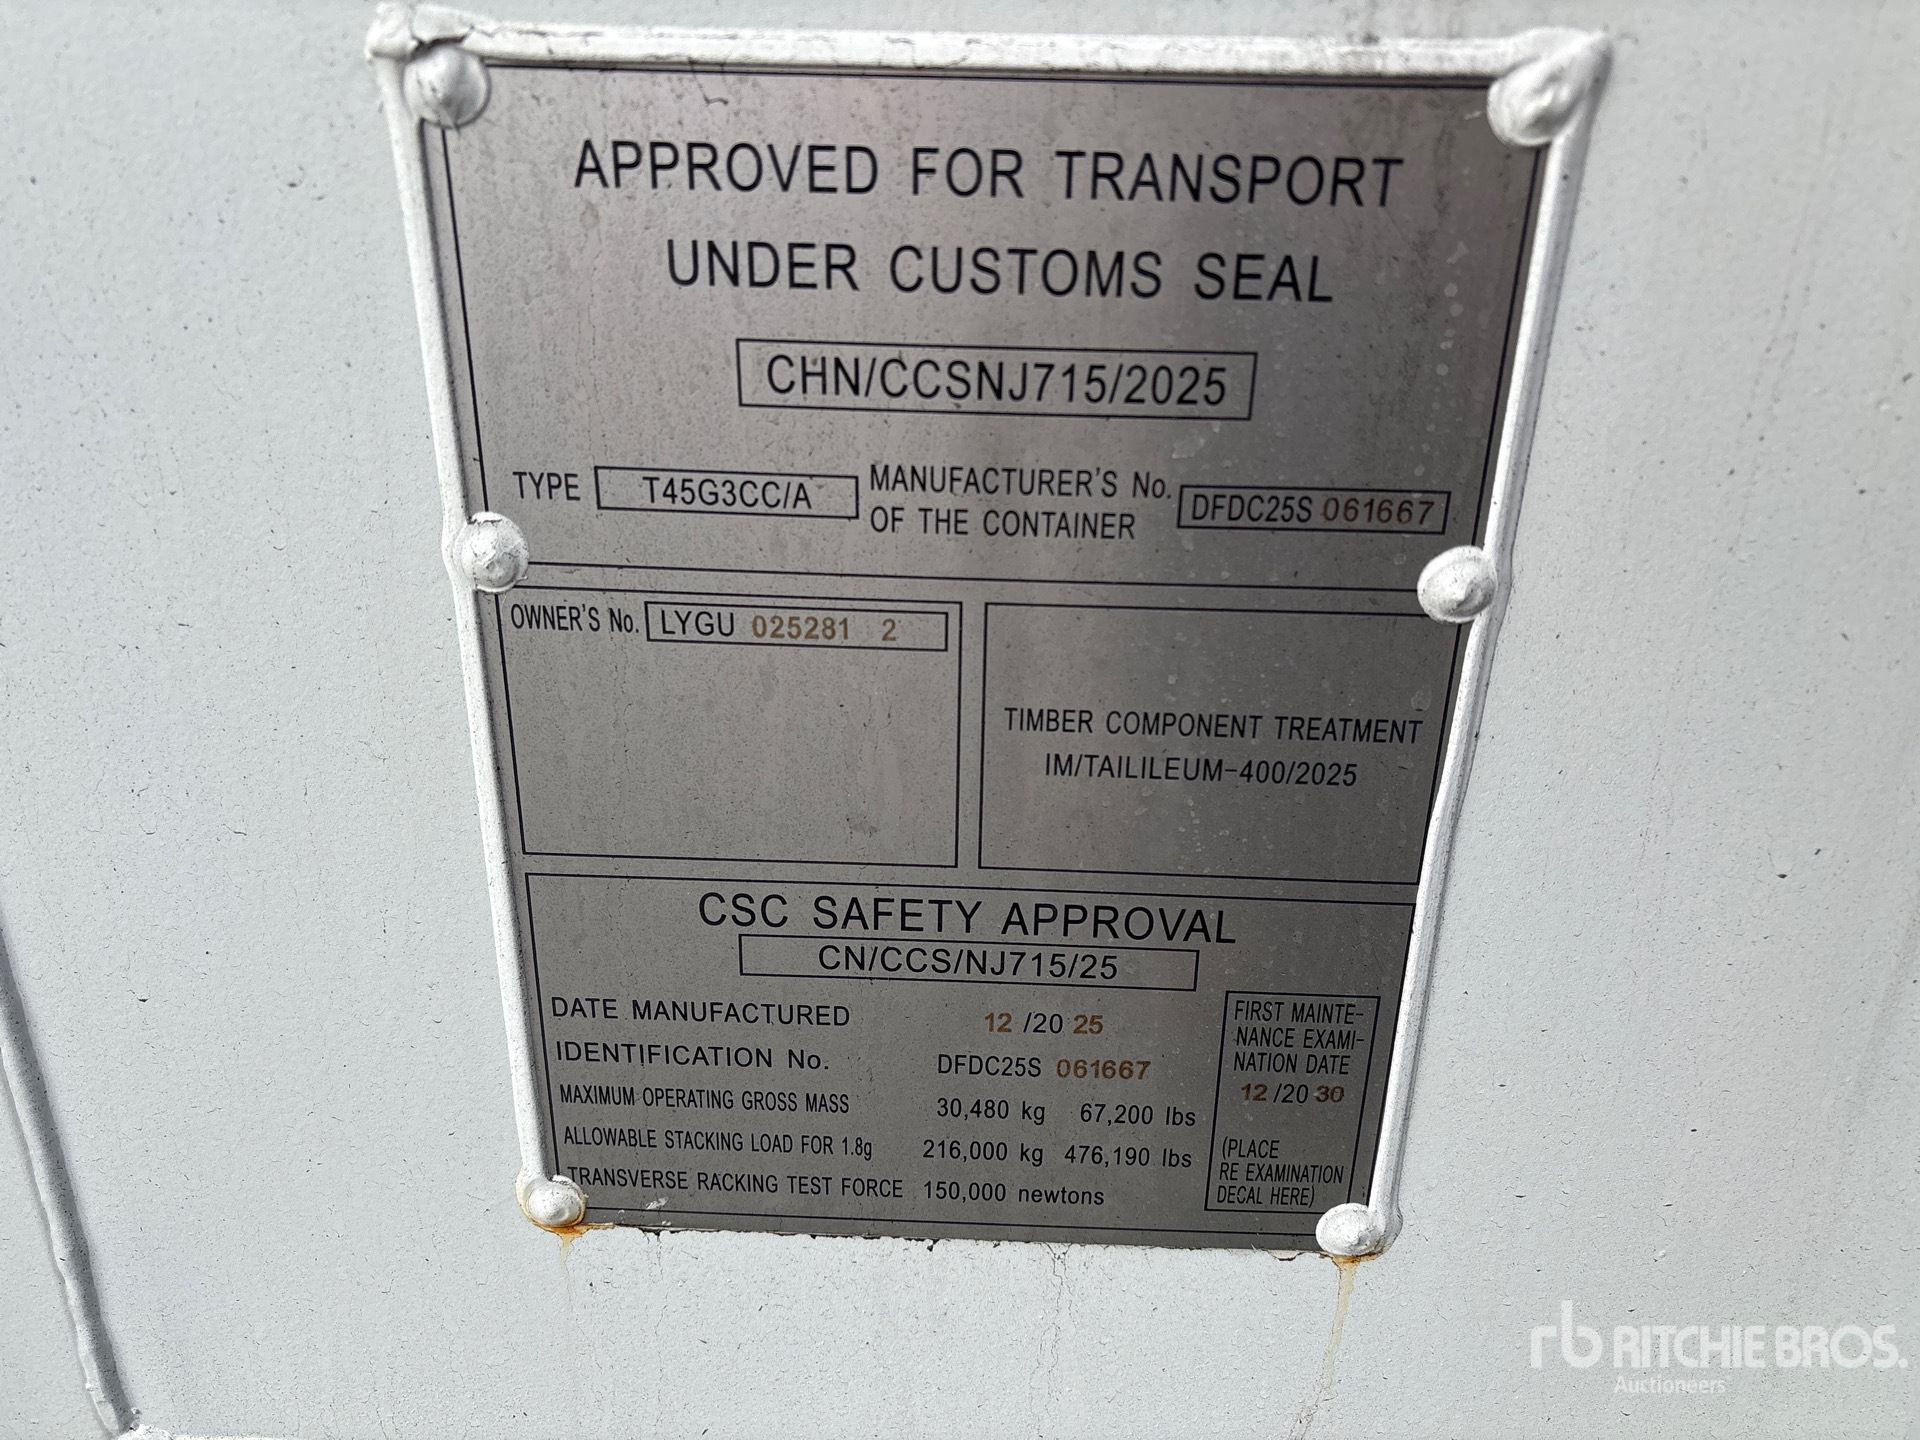 APPROVED FOR TRANSPORT
UNDER CUSTOMS SEAL
CHN/CCSNJ715/2025
TYPE T45G3CC/A
MANUFACTURER'S No.
OF THE CONTAINER
DFDC25S 061667
OWNER'S No. LYGU 025281 2
TIMBER COMPONENT TREATMENT
IM/TAILILEUM-400/2025
CSC SAFETY APPROVAL
CN/CCS/NJ715/25
DATE MANUFACTURED 12 /20 25
IDENTIFICATION No. DFDC25S 061667
MAXIMUM OPERATING GROSS MASS 30,480 kg 67,200 lbs
ALLOWABLE STACKING LOAD FOR 1.8g 216,000 kg 476,190 lbs
TRANSVERSE RACKING TEST FORCE 150,000 newtons
FIRST MAINTE-
NANCE EXAMI-
NATION DATE
12 /20 30
(PLACE
RE EXAMINATION
DECAL HERE)
rb RITCHIE BROS.
Auctioneers